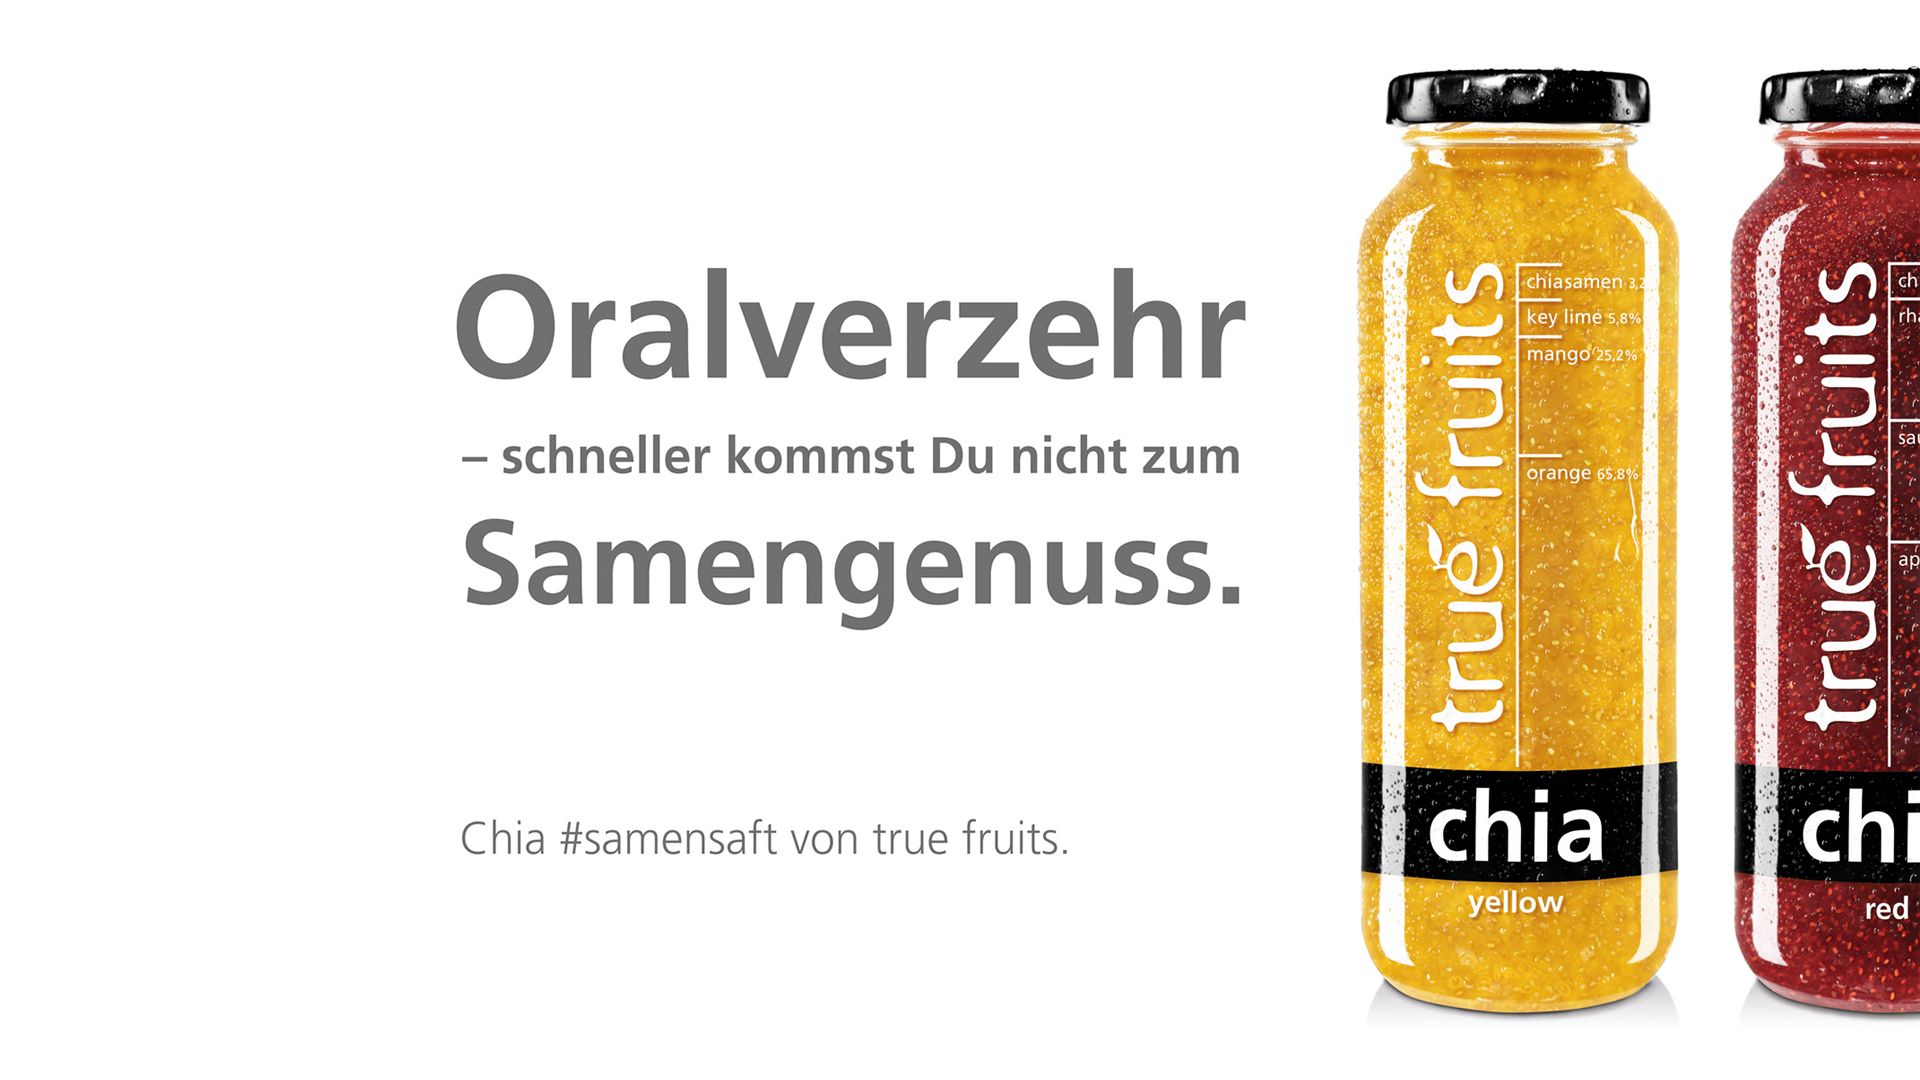 Oralverzehr
– schneller kommst Du nicht zum
Samengenuss.
Chia #samensaft von true fruits.
true fruits
chiasamen
key lime 5,8%
mango 25,2%
orange 65,8%
chia
yellow
true fruits
red